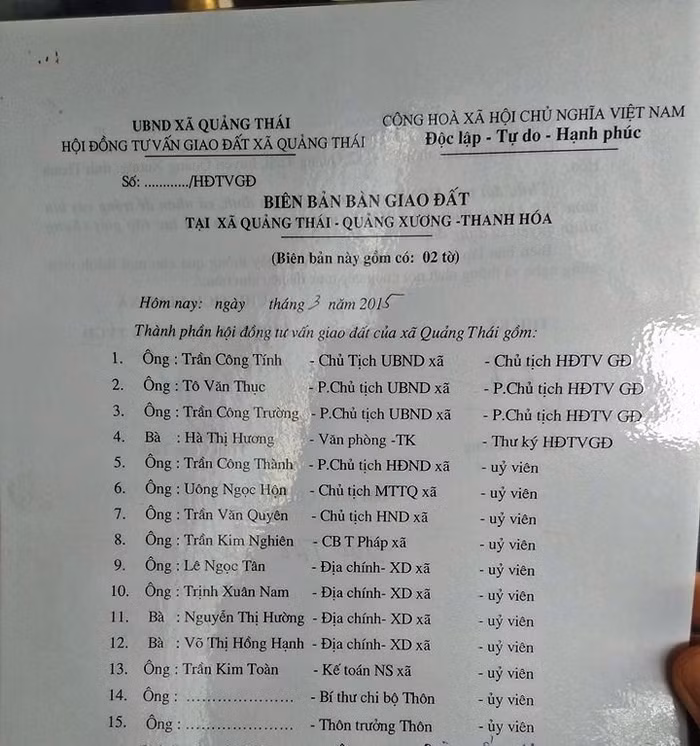 UBND XÃ QUẢNG THÁI
HỘI ĐỒNG TƯ VẤN GIAO ĐẤT XÃ QUẢNG THÁI
CÔNG HOÀ XÃ HỘI CHỦ NGHĨA VIỆT NAM
Độc lập - Tự do - Hạnh phúc
Số: ............/HĐTVGĐ
BIÊN BẢN BÀN GIAO ĐẤT
TẠI XÃ QUẢNG THÁI - QUẢNG XƯƠNG -THANH HÓA
(Biên bản này gồm có: 02 tờ)
Hôm nay: ngày tháng 3 năm 2015
Thành phần hội đồng tư vấn giao đất của xã Quảng Thái gồm:
1. Ông : Trần Công Tính - Chủ Tịch UBND xã - Chủ tịch HĐTV GĐ
2. Ông : Tô Văn Thục - P.Chủ tịch UBND xã - P.Chủ tịch HĐTV GĐ
3. Ông : Trần Công Trường - P.Chủ tịch UBND xã - P.Chủ tịch HĐTV GĐ
4. Bà : Hà Thị Hương - Văn phòng -TK - Thư ký HĐTVGĐ
5. Ông : Trần Công Thành - P.Chủ tịch HĐND xã - uỷ viên
6. Ông : Uông Ngọc Hôn - Chủ tịch MTTQ xã - uỷ viên
7. Ông : Trần Văn Quyên - Chủ tịch HND xã - uỷ viên
8. Ông : Trần Kim Nghiên - CB T Pháp xã - uỷ viên
9. Ông : Lê Ngọc Tân - Địa chính- XD xã - uỷ viên
10. Ông : Trịnh Xuân Nam - Địa chính- XD xã - uỷ viên
11. Bà : Nguyễn Thị Hường - Địa chính- XD xã - uỷ viên
12. Bà : Võ Thị Hồng Hạnh - Địa chính- XD xã - uỷ viên
13. Ông : Trần Kim Toàn - Kế toán NS xã - uỷ viên
14. Ông : ...................... - Bí thư chi bộ Thôn - ủy viên
15. Ông : ...................... - Thôn trưởng Thôn - ủy viên